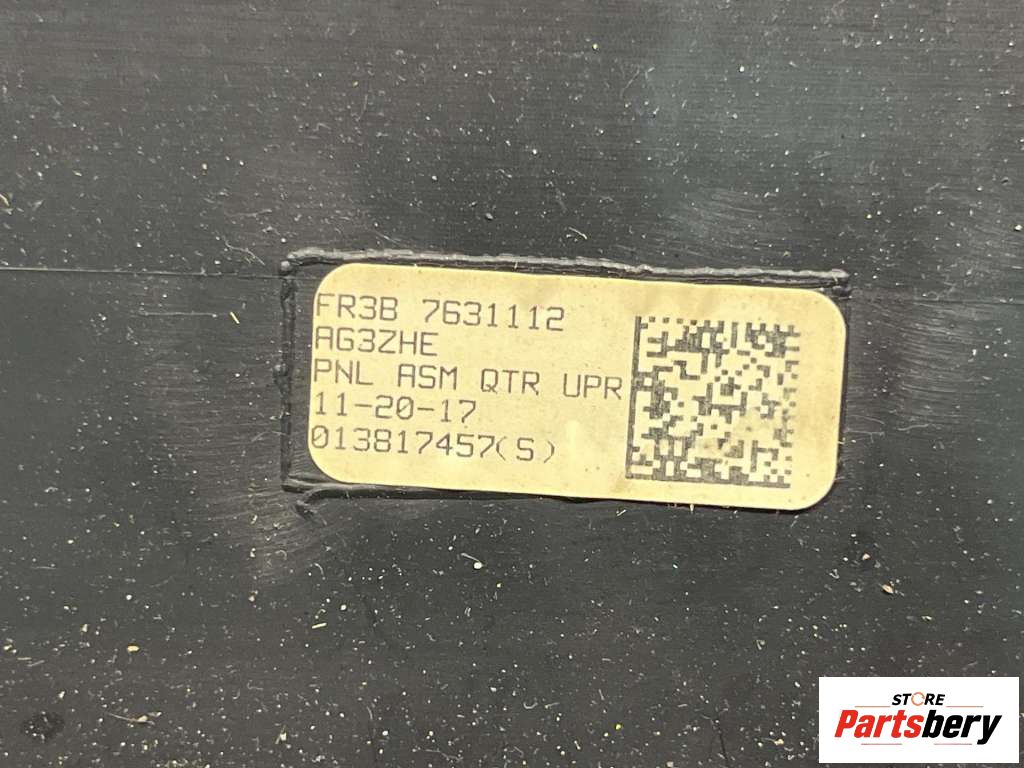 FR3B 7631112
AG3ZHE
PNL ASM QTR UPR
11-20-17
013817457(S)
STORE
Partsbery